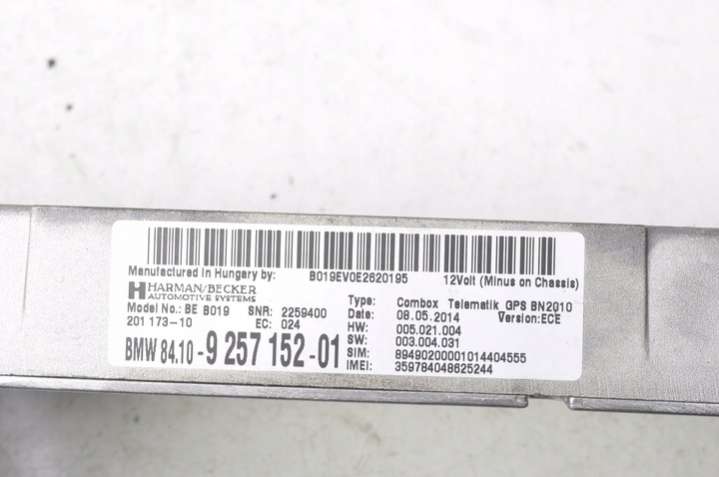 Manufactured In Hungary by: B019EV0E2620195 12Volt (Minus on Chassis)
HARMAN/BECKER
AUTOMOTIVE SYSTEMS
Type: Combox Telematik GPS BN2010
Model No.: BE B019 SNR: 2259400 Date: 08.05.2014 Version:ECE
201 173-10 EC: 024 HW: 005.021.004
SW: 003.004.031
BMW 84.10-9 257 152-01 SIM: 89490200001014404555
IMEI: 359784048625244